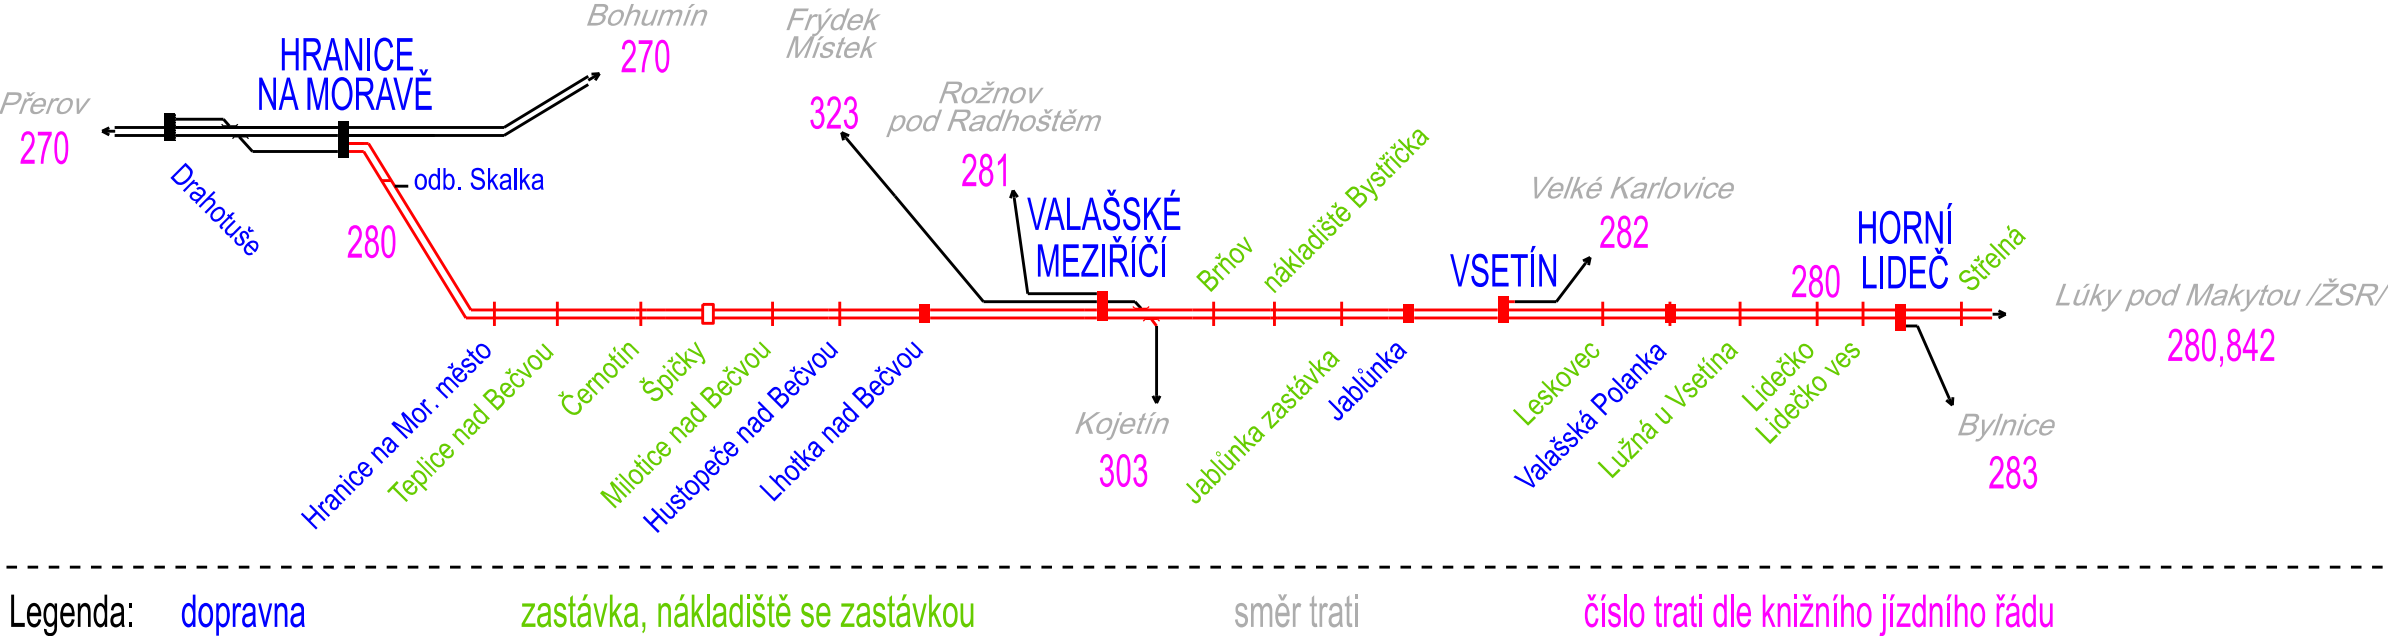 Bohumín
270
Frýdek
Místek
HRANICE
NA MORAVĚ
Přerov
270
323
Rožnov
pod Radhoštěm
281
Drahotuše
odb. Skalka
280
VALAŠSKÉ
MEZIŘÍČÍ
Brňov
nákladiště Bystřička
Velké Karlovice
282
VSETÍN
280
HORNÍ
LIDEČ
Střelná
Lúky pod Makytou /ŽSR/
280,842
Hranice na Mor. město
Teplice nad Bečvou
Černotín
Špičky
Milotice nad Bečvou
Hustopeče nad Bečvou
Lhotka nad Bečvou
Kojetín
303
Jablůnka zastávka
Jablůnka
Leskovec
Valašská Polanka
Lužná u Vsetína
Lidečko
Lidečko ves
Bylnice
283
Legenda:
dopravna
zastávka, nákladiště se zastávkou
směr trati
číslo trati dle knižního jízdního řádu